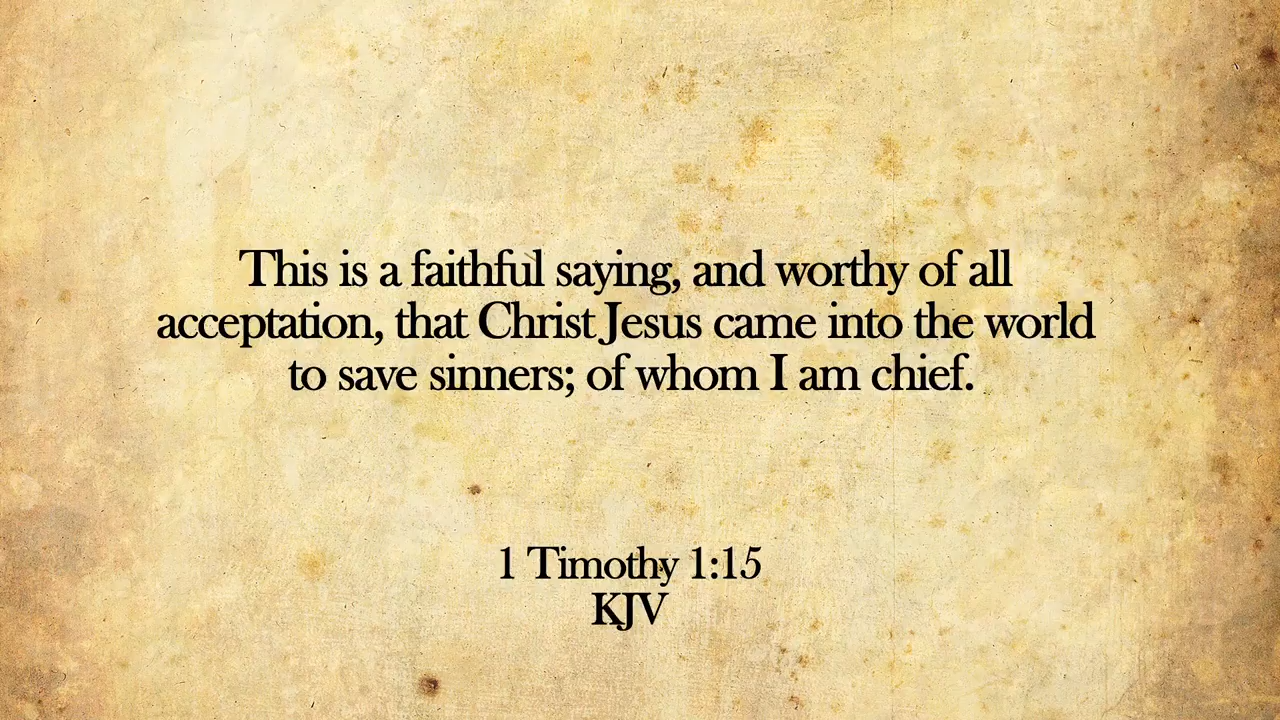 This is a faithful saying, and worthy of all
acceptation, that Christ Jesus came into the world
to save sinners; of whom I am chief.
1 Timothy 1:15
KJV